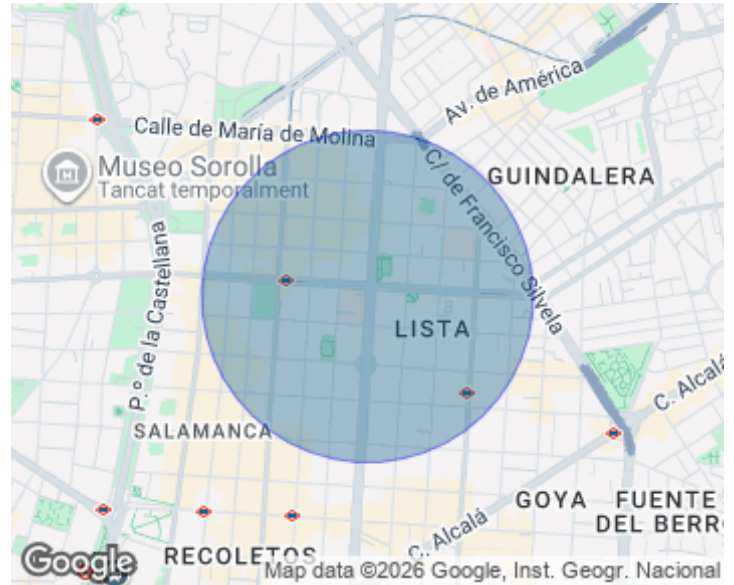 Av. de América
Calle de María de Molina
Museo Sorolla
Tancat temporalment
C/ de Francisco Silvela
GUINDALERA
P.º de la Castellana
LISTA
SALAMANCA
C. Alcalá
GOYA
FUENTE
DEL BERR
C. Alcalá
RECOLETOS
Google
Map data ©2026 Google, Inst. Geogr. Nacional